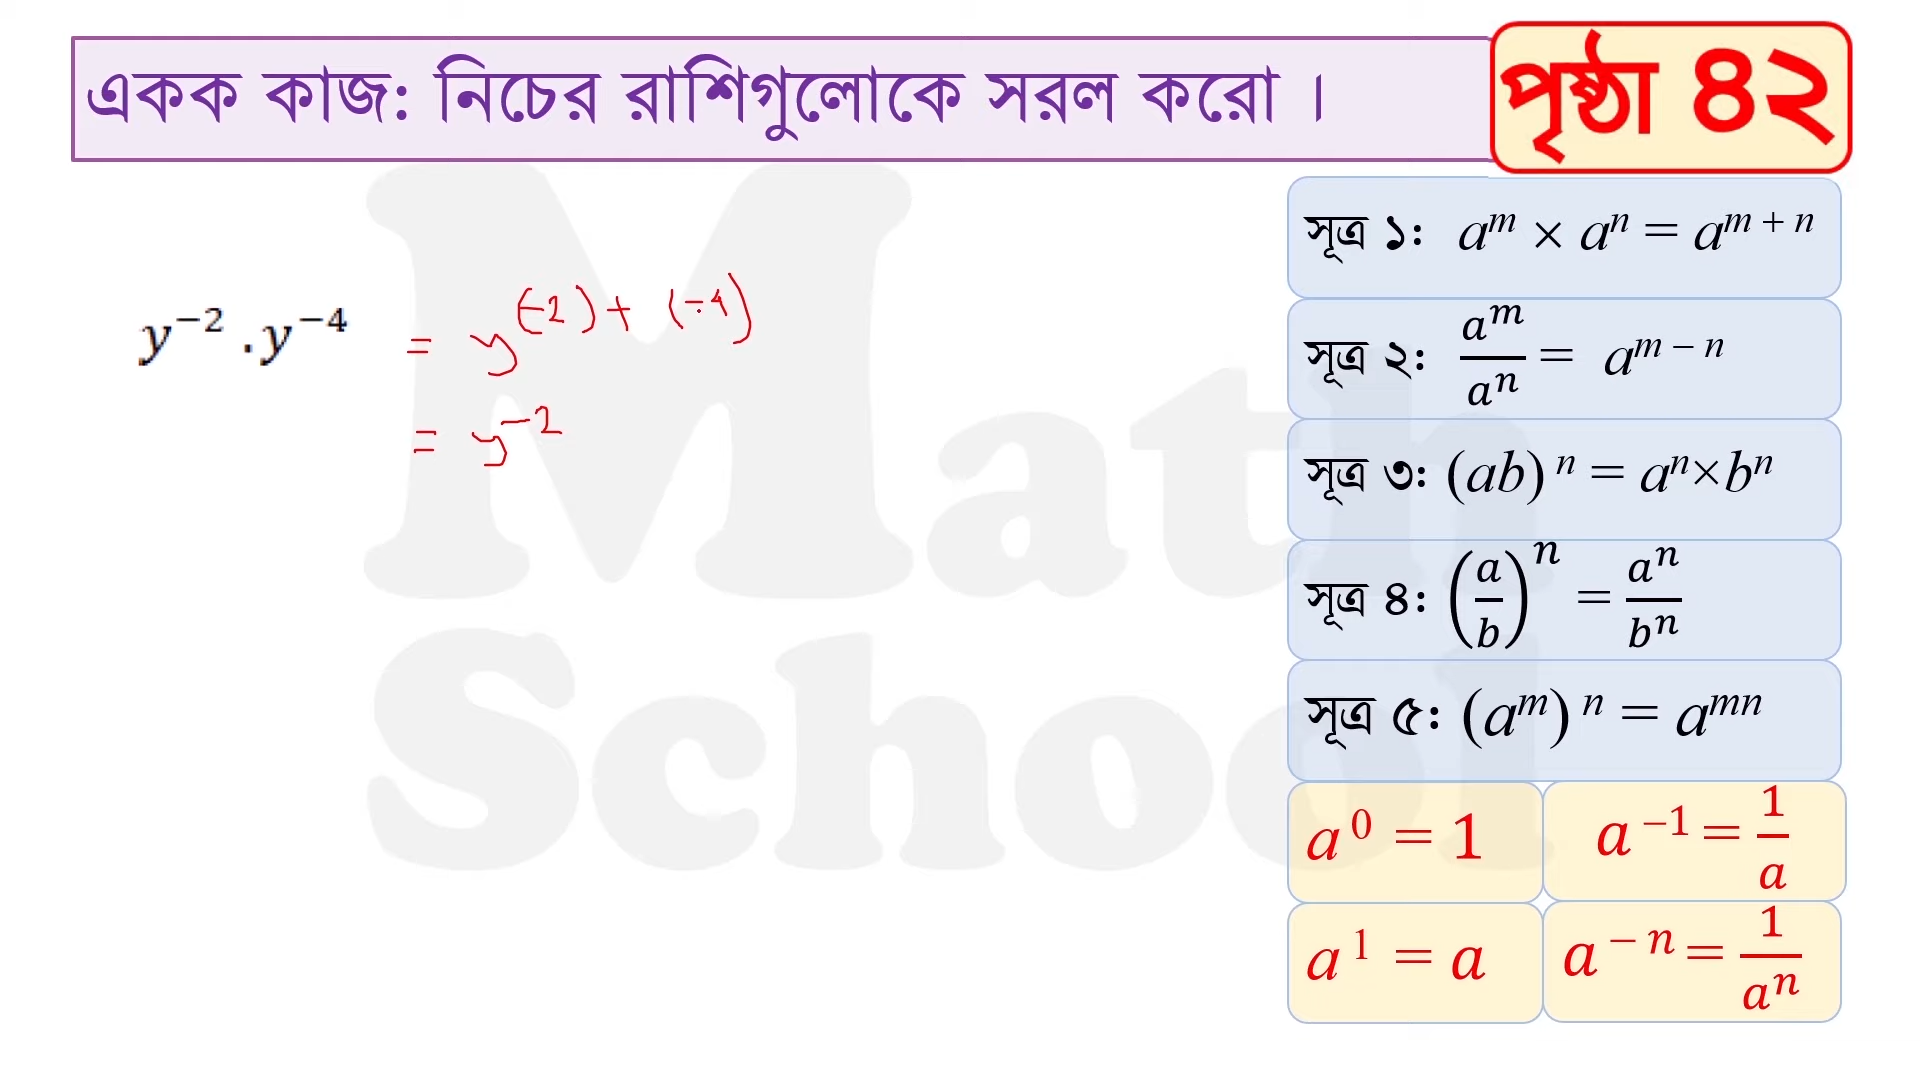 একক কাজ: নিচের রাশিগুলোকে সরল করো ।
পৃষ্ঠা ৪২
y⁻² . y⁻⁴ = y^(-2) + (-4)
= y⁻²
সূত্র ১: aᵐ × aⁿ = aᵐ⁺ⁿ
সূত্র ২: aᵐ/aⁿ = aᵐ⁻ⁿ
সূত্র ৩: (ab)ⁿ = aⁿ×bⁿ
সূত্র ৪: (a/b)ⁿ = aⁿ/bⁿ
সূত্র ৫: (aᵐ)ⁿ = aᵐⁿ
a⁰ = 1
a⁻¹ = 1/a
a¹ = a
a⁻ⁿ = 1/aⁿ
Math
School